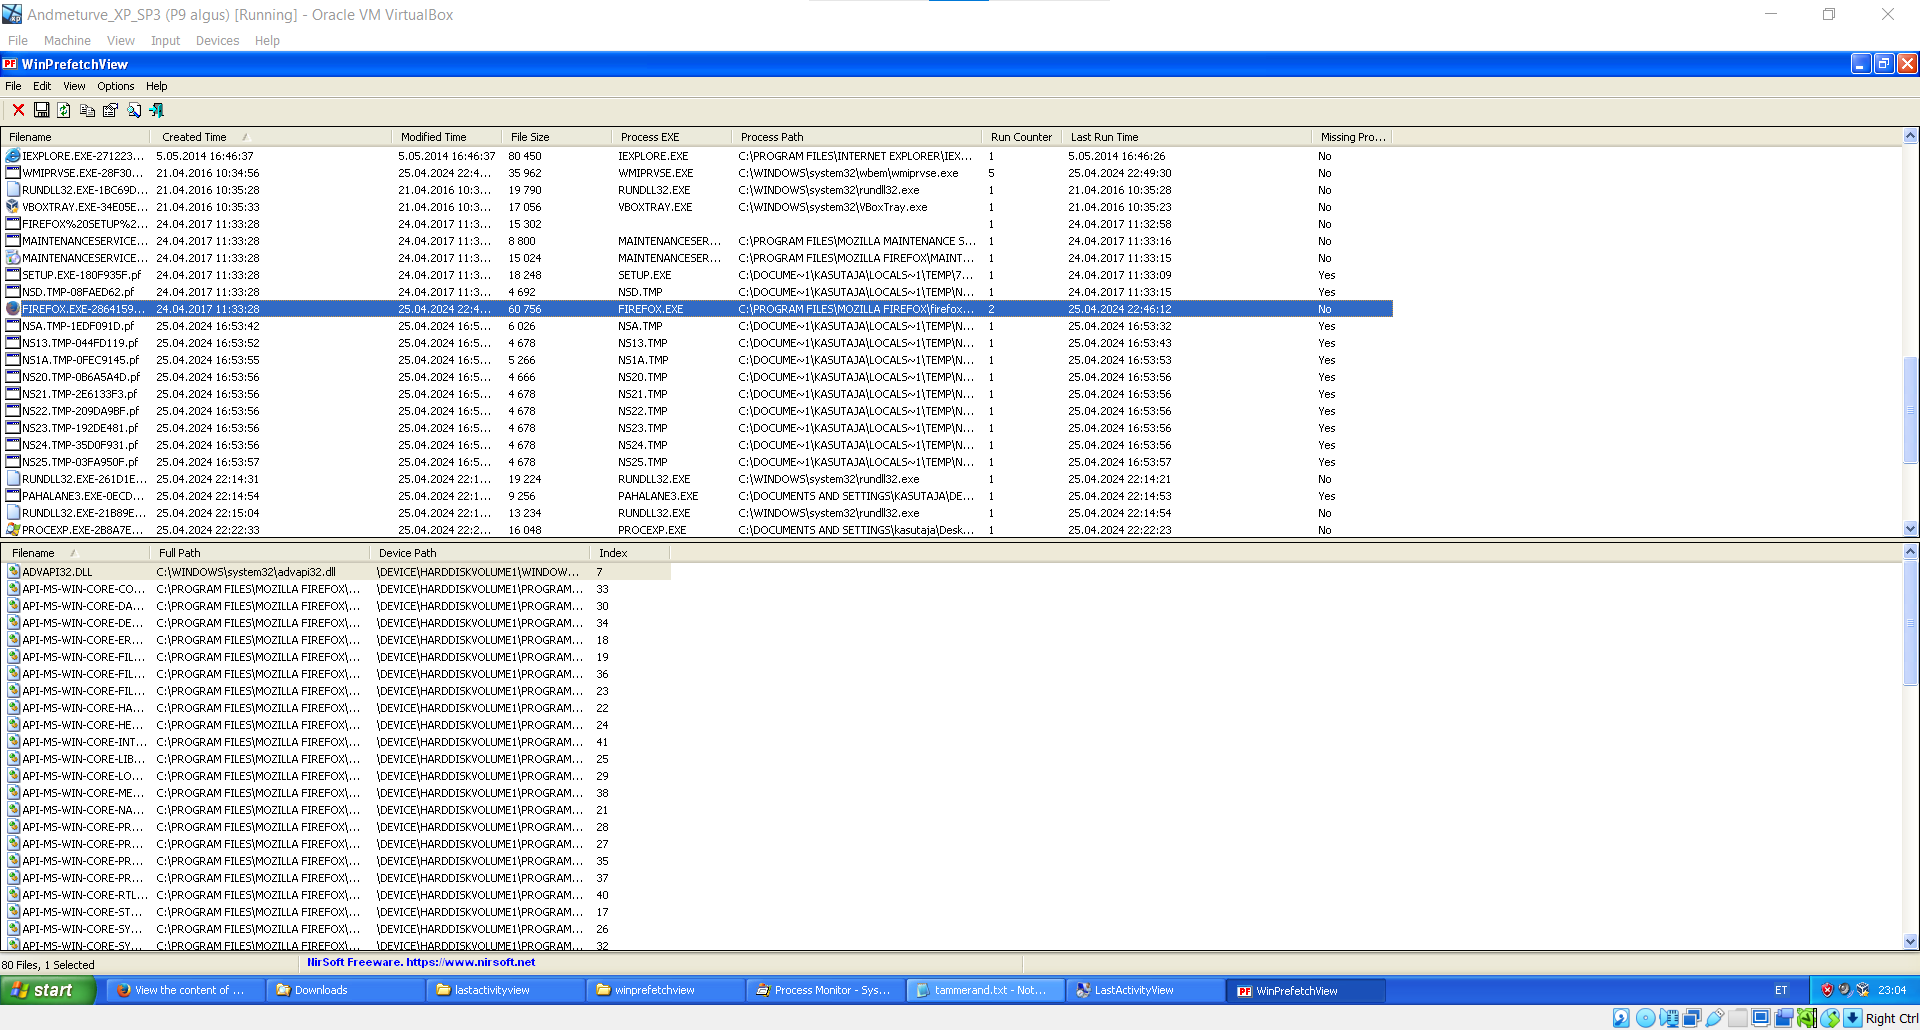 Andmeturve_XP_SP3 (P9 algus) [Running] - Oracle VM VirtualBox
File Machine View Input Devices Help
WinPrefetchView
File Edit View Options Help
Filename Created Time Modified Time File Size Process EXE Process Path Run Counter Last Run Time Missing Pro...
IEXPLORE.EXE-271223... 5.05.2014 16:46:37 5.05.2014 16:46:37 80 450 IEXPLORE.EXE C:\PROGRAM FILES\INTERNET EXPLORER\IEX... 1 5.05.2014 16:46:26 No
WMIPRVSE.EXE-28F30... 21.04.2016 10:34:56 25.04.2024 22:4... 35 962 WMIPRVSE.EXE C:\WINDOWS\system32\wbem\wmiprvse.exe 5 25.04.2024 22:49:30 No
RUNDLL32.EXE-1BC69D... 21.04.2016 10:35:28 21.04.2016 10:3... 19 790 RUNDLL32.EXE C:\WINDOWS\system32\rundll32.exe 1 21.04.2016 10:35:28 No
VBOXTRAY.EXE-34E05E... 21.04.2016 10:35:33 21.04.2016 10:3... 17 056 VBOXTRAY.EXE C:\WINDOWS\system32\VBoxTray.exe 1 21.04.2016 10:35:23 No
FIREFOX%20SETUP%2... 24.04.2017 11:33:28 24.04.2017 11:3... 15 302 1 24.04.2017 11:32:58 No
MAINTENANCESERVICE... 24.04.2017 11:33:28 24.04.2017 11:3... 8 800 MAINTENANCESER... C:\PROGRAM FILES\MOZILLA MAINTENANCE S... 1 24.04.2017 11:33:16 No
MAINTENANCESERVICE... 24.04.2017 11:33:28 24.04.2017 11:3... 15 024 MAINTENANCESER... C:\PROGRAM FILES\MOZILLA FIREFOX\MAINT... 1 24.04.2017 11:33:15 No
SETUP.EXE-180F935F.pf 24.04.2017 11:33:28 24.04.2017 11:3... 18 248 SETUP.EXE C:\DOCUME~1\KASUTAJA\LOCALS~1\TEMP\7... 1 24.04.2017 11:33:09 Yes
NSD.TMP-08FAED62.pf 24.04.2017 11:33:28 24.04.2017 11:3... 4 692 NSD.TMP C:\DOCUME~1\KASUTAJA\LOCALS~1\TEMP\N... 1 24.04.2017 11:33:15 Yes
FIREFOX.EXE-2864159... 24.04.2017 11:33:28 25.04.2024 22:4... 60 756 FIREFOX.EXE C:\PROGRAM FILES\MOZILLA FIREFOX\firefox... 2 25.04.2024 22:46:12 No
NSA.TMP-1EDF091D.pf 25.04.2024 16:53:42 25.04.2024 16:5... 6 026 NSA.TMP C:\DOCUME~1\KASUTAJA\LOCALS~1\TEMP\N... 1 25.04.2024 16:53:32 Yes
NS13.TMP-044FD119.pf 25.04.2024 16:53:52 25.04.2024 16:5... 4 678 NS13.TMP C:\DOCUME~1\KASUTAJA\LOCALS~1\TEMP\N... 1 25.04.2024 16:53:43 Yes
NS1A.TMP-0FEC9145.pf 25.04.2024 16:53:55 25.04.2024 16:5... 5 266 NS1A.TMP C:\DOCUME~1\KASUTAJA\LOCALS~1\TEMP\N... 1 25.04.2024 16:53:53 Yes
NS20.TMP-0B6A5A4D.pf 25.04.2024 16:53:56 25.04.2024 16:5... 4 666 NS20.TMP C:\DOCUME~1\KASUTAJA\LOCALS~1\TEMP\N... 1 25.04.2024 16:53:56 Yes
NS21.TMP-2E6133F3.pf 25.04.2024 16:53:56 25.04.2024 16:5... 4 678 NS21.TMP C:\DOCUME~1\KASUTAJA\LOCALS~1\TEMP\N... 1 25.04.2024 16:53:56 Yes
NS22.TMP-209DA9BF.pf 25.04.2024 16:53:56 25.04.2024 16:5... 4 678 NS22.TMP C:\DOCUME~1\KASUTAJA\LOCALS~1\TEMP\N... 1 25.04.2024 16:53:56 Yes
NS23.TMP-192DE481.pf 25.04.2024 16:53:56 25.04.2024 16:5... 4 678 NS23.TMP C:\DOCUME~1\KASUTAJA\LOCALS~1\TEMP\N... 1 25.04.2024 16:53:56 Yes
NS24.TMP-35D0F931.pf 25.04.2024 16:53:56 25.04.2024 16:5... 4 678 NS24.TMP C:\DOCUME~1\KASUTAJA\LOCALS~1\TEMP\N... 1 25.04.2024 16:53:56 Yes
NS25.TMP-03FA950F.pf 25.04.2024 16:53:57 25.04.2024 16:5... 4 678 NS25.TMP C:\DOCUME~1\KASUTAJA\LOCALS~1\TEMP\N... 1 25.04.2024 16:53:57 Yes
RUNDLL32.EXE-261D1E... 25.04.2024 22:14:31 25.04.2024 22:1... 19 224 RUNDLL32.EXE C:\WINDOWS\system32\rundll32.exe 1 25.04.2024 22:14:21 No
PAHALANE3.EXE-0ECD... 25.04.2024 22:14:54 25.04.2024 22:1... 9 256 PAHALANE3.EXE C:\DOCUMENTS AND SETTINGS\KASUTAJA\DE... 1 25.04.2024 22:14:53 Yes
RUNDLL32.EXE-21B89E... 25.04.2024 22:15:04 25.04.2024 22:1... 13 234 RUNDLL32.EXE C:\WINDOWS\system32\rundll32.exe 1 25.04.2024 22:14:54 No
PROCEXP.EXE-2B8A7E... 25.04.2024 22:22:33 25.04.2024 22:2... 16 048 PROCEXP.EXE C:\DOCUMENTS AND SETTINGS\kasutaja\Desk... 1 25.04.2024 22:22:23 No
Filename Full Path Device Path Index
ADVAPI32.DLL C:\WINDOWS\system32\advapi32.dll \DEVICE\HARDDISKVOLUME1\WINDOW... 7
API-MS-WIN-CORE-CO... C:\PROGRAM FILES\MOZILLA FIREFOX\... \DEVICE\HARDDISKVOLUME1\PROGRAM... 33
API-MS-WIN-CORE-DA... C:\PROGRAM FILES\MOZILLA FIREFOX\... \DEVICE\HARDDISKVOLUME1\PROGRAM... 30
API-MS-WIN-CORE-DE... C:\PROGRAM FILES\MOZILLA FIREFOX\... \DEVICE\HARDDISKVOLUME1\PROGRAM... 34
API-MS-WIN-CORE-ER... C:\PROGRAM FILES\MOZILLA FIREFOX\... \DEVICE\HARDDISKVOLUME1\PROGRAM... 18
API-MS-WIN-CORE-FIL... C:\PROGRAM FILES\MOZILLA FIREFOX\... \DEVICE\HARDDISKVOLUME1\PROGRAM... 19
API-MS-WIN-CORE-FIL... C:\PROGRAM FILES\MOZILLA FIREFOX\... \DEVICE\HARDDISKVOLUME1\PROGRAM... 36
API-MS-WIN-CORE-FIL... C:\PROGRAM FILES\MOZILLA FIREFOX\... \DEVICE\HARDDISKVOLUME1\PROGRAM... 23
API-MS-WIN-CORE-HA... C:\PROGRAM FILES\MOZILLA FIREFOX\... \DEVICE\HARDDISKVOLUME1\PROGRAM... 22
API-MS-WIN-CORE-HE... C:\PROGRAM FILES\MOZILLA FIREFOX\... \DEVICE\HARDDISKVOLUME1\PROGRAM... 24
API-MS-WIN-CORE-INT... C:\PROGRAM FILES\MOZILLA FIREFOX\... \DEVICE\HARDDISKVOLUME1\PROGRAM... 41
API-MS-WIN-CORE-LIB... C:\PROGRAM FILES\MOZILLA FIREFOX\... \DEVICE\HARDDISKVOLUME1\PROGRAM... 25
API-MS-WIN-CORE-LO... C:\PROGRAM FILES\MOZILLA FIREFOX\... \DEVICE\HARDDISKVOLUME1\PROGRAM... 29
API-MS-WIN-CORE-ME... C:\PROGRAM FILES\MOZILLA FIREFOX\... \DEVICE\HARDDISKVOLUME1\PROGRAM... 38
API-MS-WIN-CORE-NA... C:\PROGRAM FILES\MOZILLA FIREFOX\... \DEVICE\HARDDISKVOLUME1\PROGRAM... 21
API-MS-WIN-CORE-PR... C:\PROGRAM FILES\MOZILLA FIREFOX\... \DEVICE\HARDDISKVOLUME1\PROGRAM... 28
API-MS-WIN-CORE-PR... C:\PROGRAM FILES\MOZILLA FIREFOX\... \DEVICE\HARDDISKVOLUME1\PROGRAM... 27
API-MS-WIN-CORE-PR... C:\PROGRAM FILES\MOZILLA FIREFOX\... \DEVICE\HARDDISKVOLUME1\PROGRAM... 35
API-MS-WIN-CORE-PR... C:\PROGRAM FILES\MOZILLA FIREFOX\... \DEVICE\HARDDISKVOLUME1\PROGRAM... 37
API-MS-WIN-CORE-RTL... C:\PROGRAM FILES\MOZILLA FIREFOX\... \DEVICE\HARDDISKVOLUME1\PROGRAM... 40
API-MS-WIN-CORE-ST... C:\PROGRAM FILES\MOZILLA FIREFOX\... \DEVICE\HARDDISKVOLUME1\PROGRAM... 17
API-MS-WIN-CORE-SY... C:\PROGRAM FILES\MOZILLA FIREFOX\... \DEVICE\HARDDISKVOLUME1\PROGRAM... 26
API-MS-WIN-CORE-SY... C:\PROGRAM FILES\MOZILLA FIREFOX\... \DEVICE\HARDDISKVOLUME1\PROGRAM... 32
80 Files, 1 Selected NirSoft Freeware. https://www.nirsoft.net
start View the content of ... Downloads lastactivityview winprefetchview Process Monitor - Sys... tammerand.txt - Not... LastActivityView WinPrefetchView ET 23:04
Right Ctrl